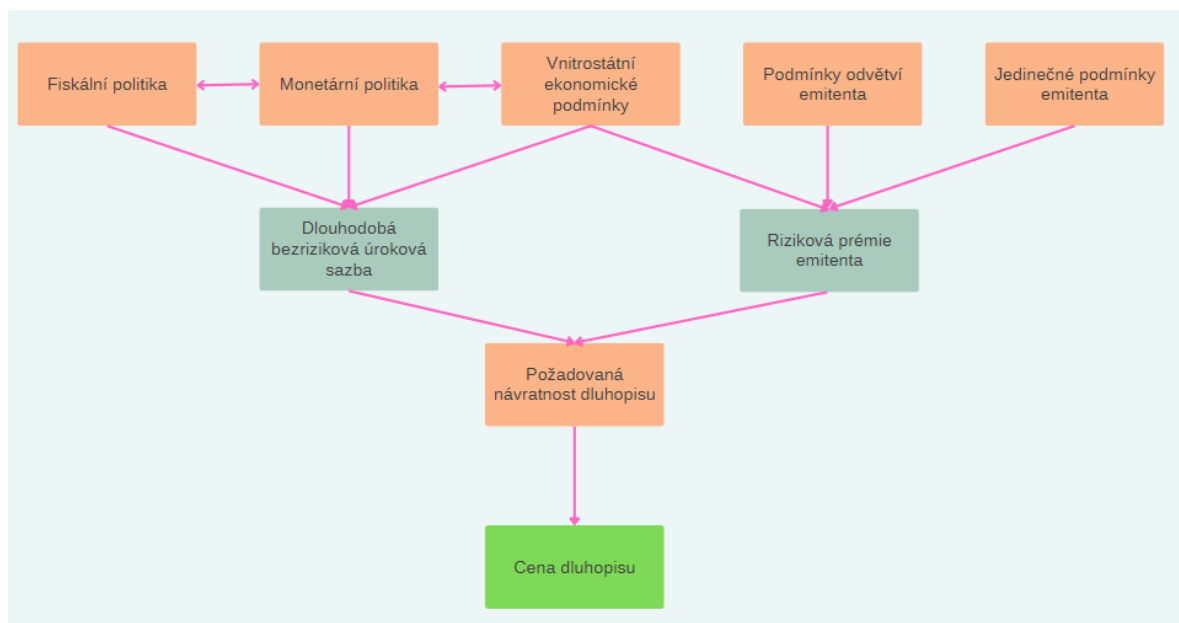 Fiskální politika
Monetární politika
Vnitrostátní
ekonomické
podmínky
Podmínky odvětví
emitenta
Jedinečné podmínky
emitenta
Dlouhodobá
bezriziková úroková
sazba
Riziková prémie
emitenta
Požadovaná
návratnost dluhopisu
Cena dluhopisu